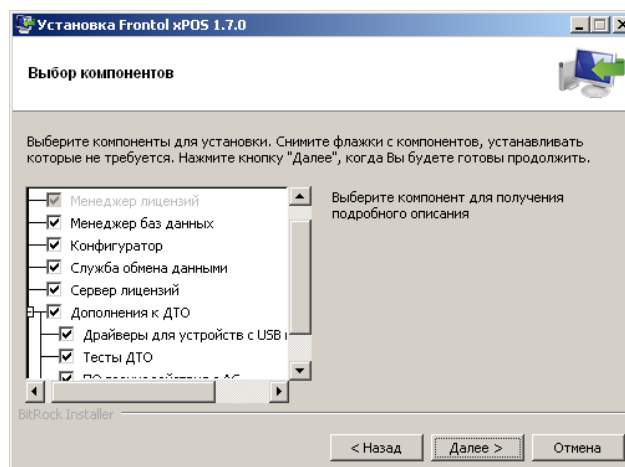 Установка Frontol xPOS 1.7.0
Выбор компонентов
Выберите компоненты для установки. Снимите флажки с компонентов, устанавливать
которые не требуется. Нажмите кнопку "Далее", когда Вы будете готовы продолжить.
Менеджер лицензий
Менеджер баз данных
Конфигуратор
Служба обмена данными
Сервер лицензий
Дополнения к ДТО
Драйверы для устройств с USB
Тесты ДТО
Выберите компонент для получения
подробного описания
BitRock Installer
< Назад
Далее >
Отмена